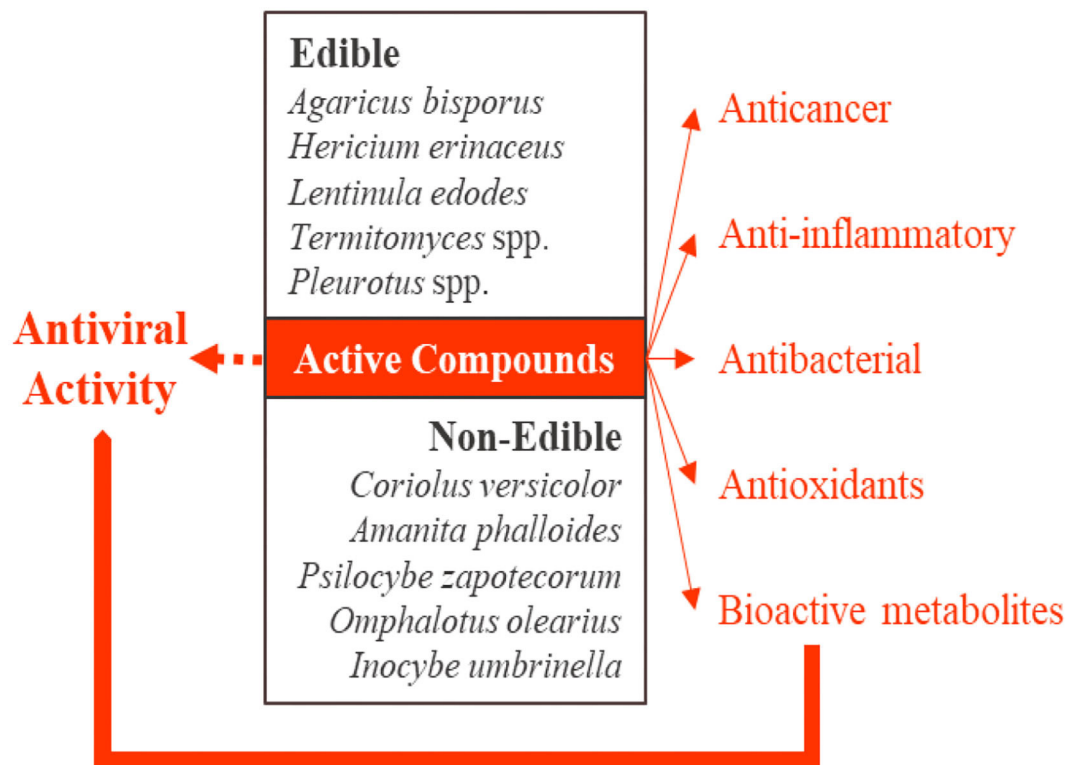 Edible
Agaricus bisporus
Hericium erinaceus
Lentinula edodes
Termitomyces spp.
Pleurotus spp.
Antiviral
Activity
Active Compounds
Non-Edible
Coriolus versicolor
Amanita phalloides
Psilocybe zapotecorum
Omphalotus olearius
Inocybe umbrinella
Anticancer
Anti-inflammatory
Antibacterial
Antioxidants
Bioactive metabolites